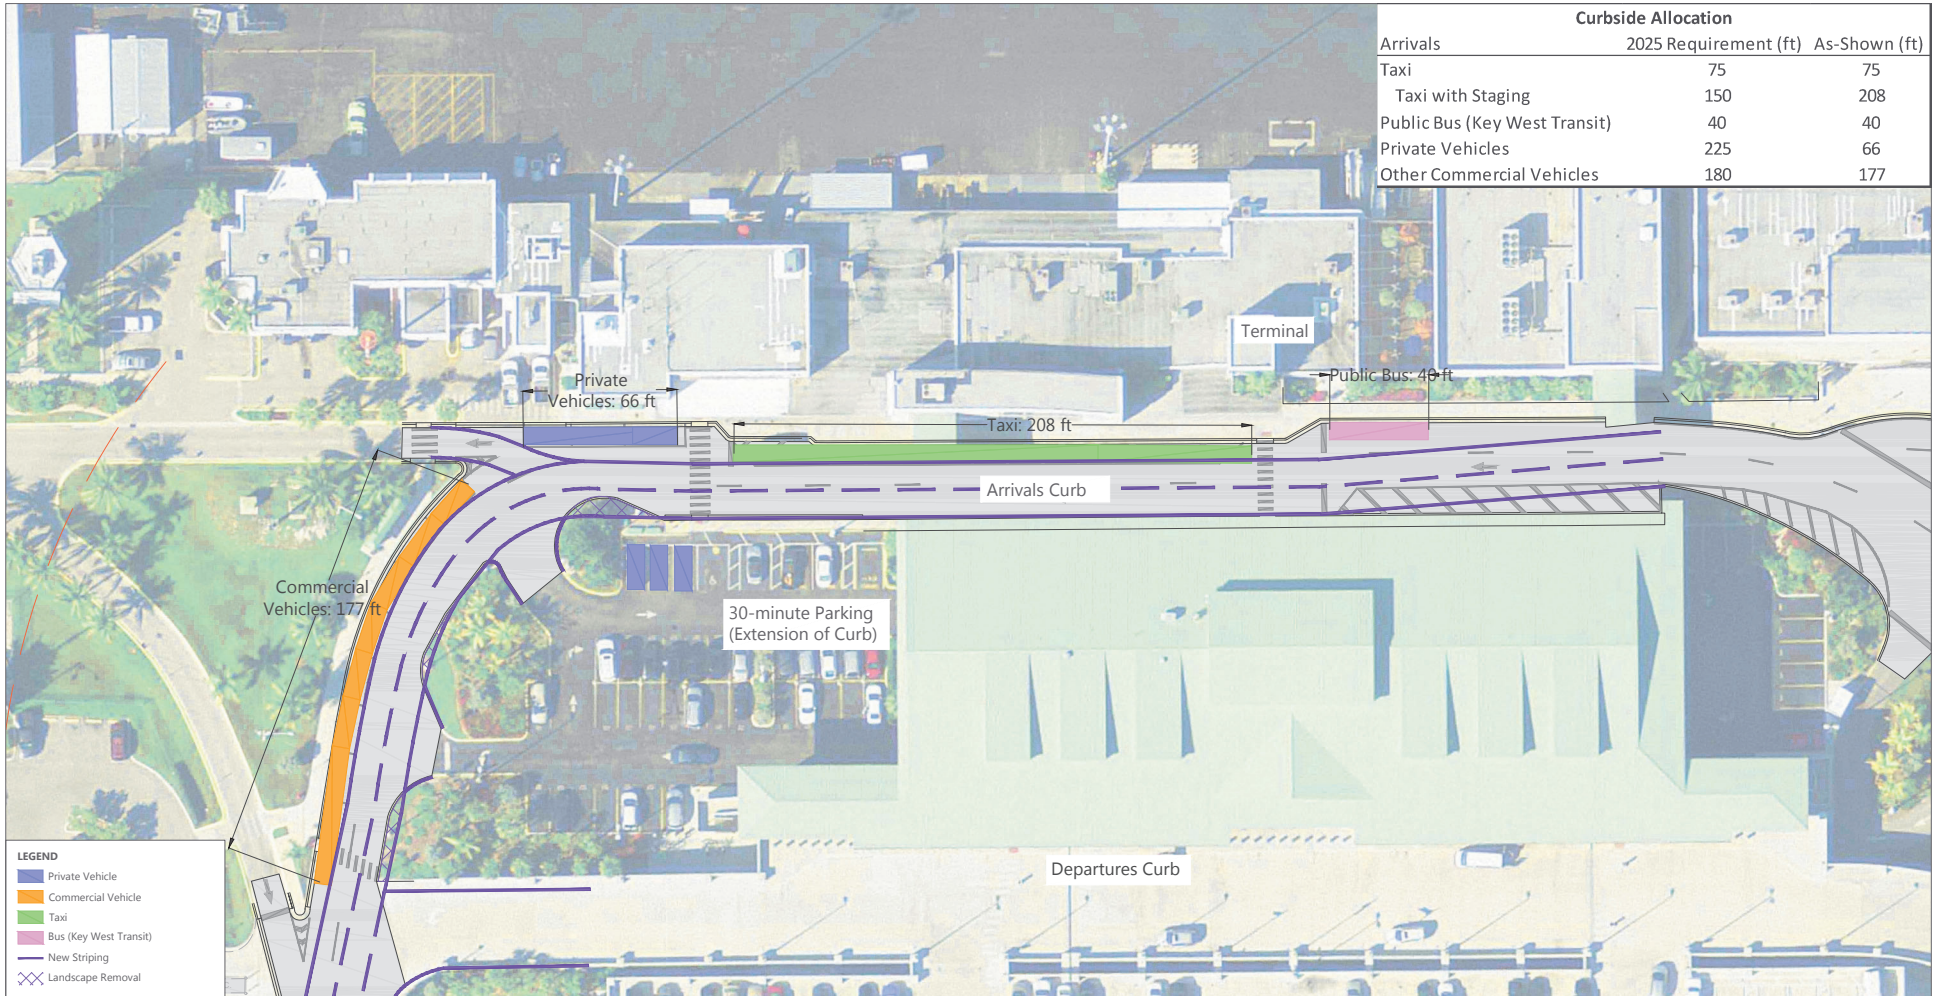 Curbside Allocation
Arrivals 2025 Requirement (ft) As-Shown (ft)
Taxi 75 75
Taxi with Staging 150 208
Public Bus (Key West Transit) 40 40
Private Vehicles 225 66
Other Commercial Vehicles 180 177
Terminal
Private
Vehicles: 66 ft
Public Bus: 40 ft
Taxi: 208 ft
Arrivals Curb
Commercial
Vehicles: 177 ft
30-minute Parking
(Extension of Curb)
Departures Curb
LEGEND
Private Vehicle
Commercial Vehicle
Taxi
Bus (Key West Transit)
New Striping
Landscape Removal